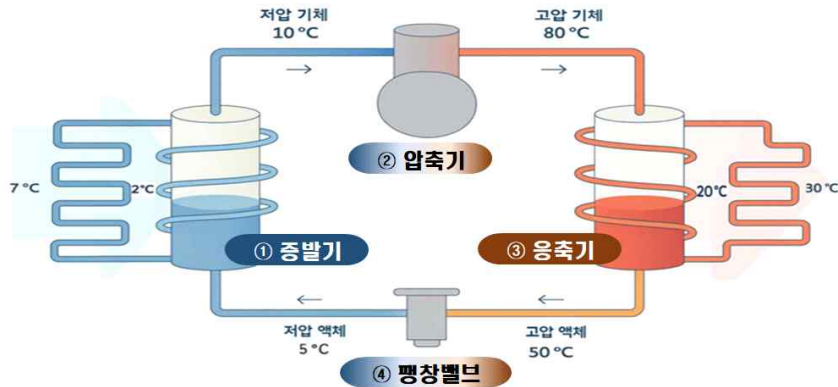 저압 기체
10 ℃
고압 기체
80 ℃
→
→
② 압축기
7 ℃
2℃
20℃
30 ℃
① 증발기
③ 응축기
←
←
저압 액체
5 ℃
고압 액체
50 ℃
④ 팽창밸브